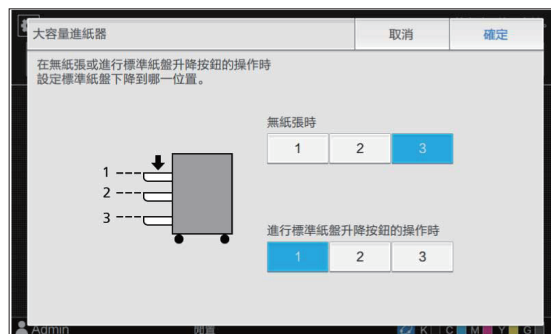 大容量進紙器
取消
確定
在無紙張或進行標準紙盤升降按鈕的操作時
設定標準紙盤下降到哪一位置。
無紙張時
1 2 3
1
2
3
進行標準紙盤升降按鈕的操作時
1 2 3
Admin
閒置
K C M Y G